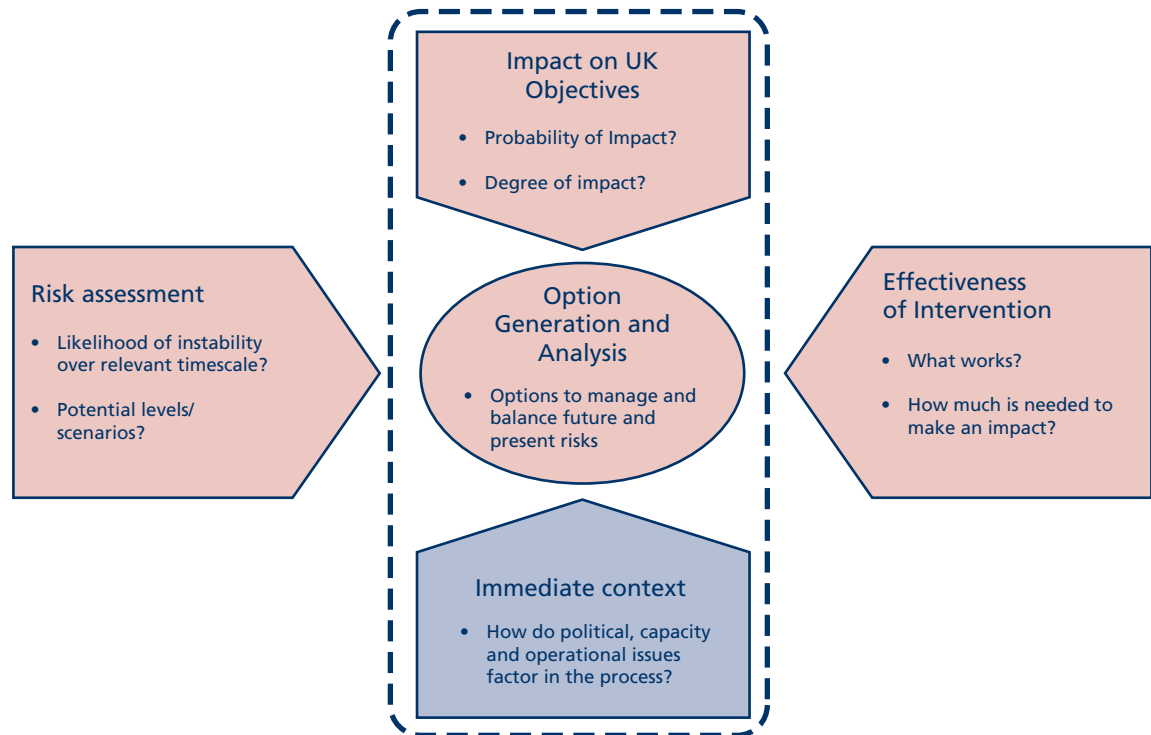 Impact on UK
Objectives
• Probability of Impact?
• Degree of impact?
Risk assessment
• Likelihood of instability
over relevant timescale?
• Potential levels/
scenarios?
Option
Generation and
Analysis
• Options to manage and
balance future and
present risks
Effectiveness
of Intervention
• What works?
• How much is needed to
make an impact?
Immediate context
• How do political, capacity
and operational issues
factor in the process?